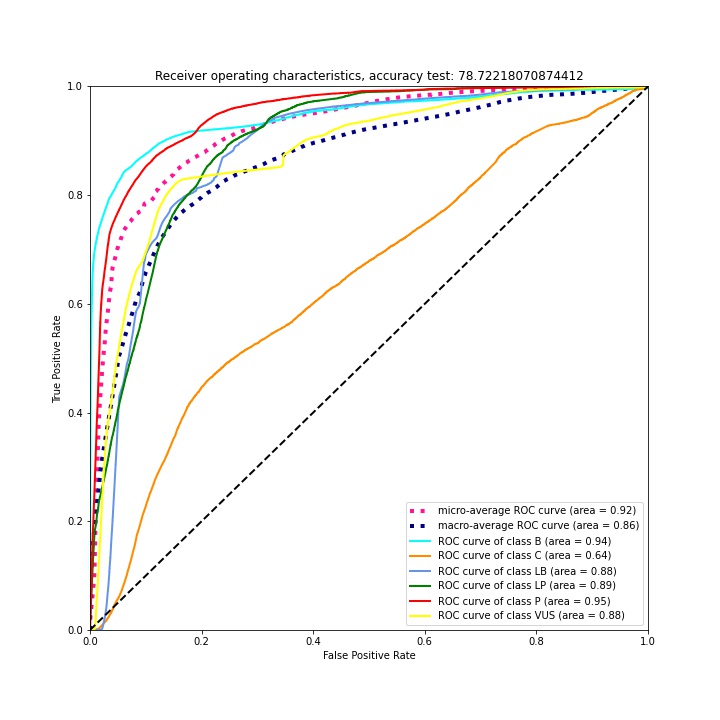 Receiver operating characteristics, accuracy test: 78.72218070874412
1.0
0.8
0.6
0.4
0.2
0.0
True Positive Rate
micro-average ROC curve (area = 0.92)
macro-average ROC curve (area = 0.86)
ROC curve of class B (area = 0.94)
ROC curve of class C (area = 0.64)
ROC curve of class LB (area = 0.88)
ROC curve of class LP (area = 0.89)
ROC curve of class P (area = 0.95)
ROC curve of class VUS (area = 0.88)
0.0 0.2 0.4 0.6 0.8 1.0
False Positive Rate